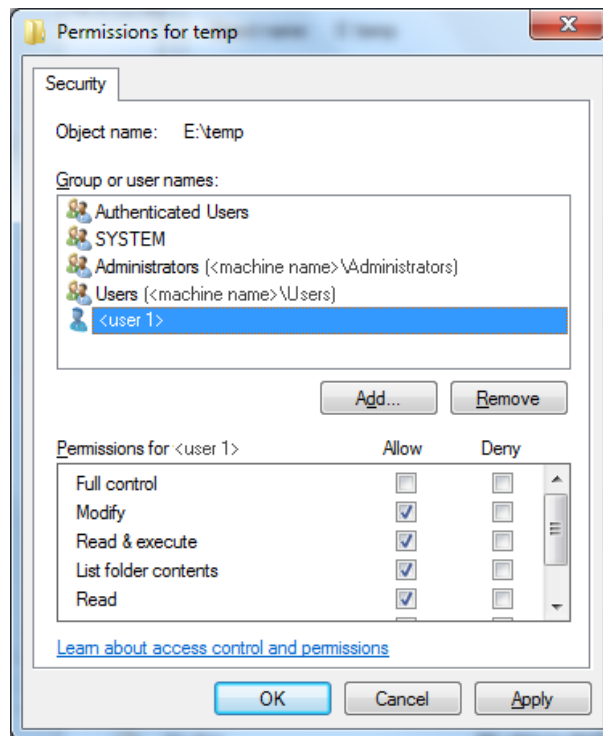 Permissions for temp
Security
Object name: E:\temp
Group or user names:
Authenticated Users
SYSTEM
Administrators (<machine name>\Administrators)
Users (<machine name>\Users)
<user 1>
Add... Remove
Permissions for <user 1> Allow Deny
Full control
Modify
Read & execute
List folder contents
Read
Learn about access control and permissions
OK Cancel Apply